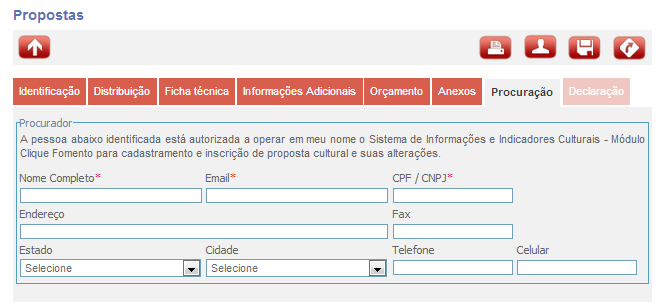 Propostas
Identificação Distribuição Ficha técnica Informações Adicionais Orçamento Anexos Procuração Declaração
Procurador
A pessoa abaixo identificada está autorizada a operar em meu nome o Sistema de Informações e Indicadores Culturais - Módulo
Clique Fomento para cadastramento e inscrição de proposta cultural e suas alterações.
Nome Completo* Email* CPF / CNPJ*
Endereço Fax
Estado Cidade Telefone Celular
Selecione Selecione